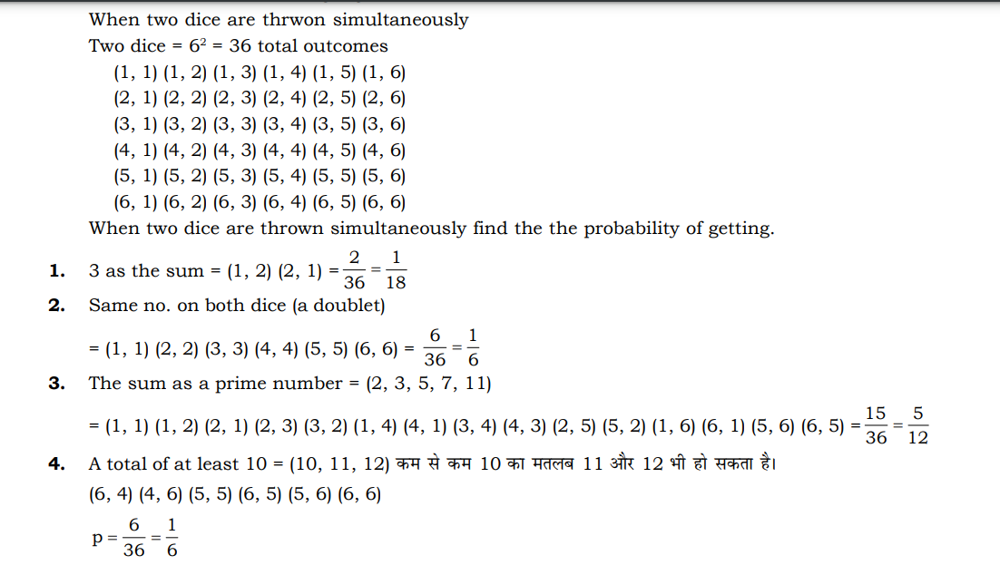 When two dice are thrwon simultaneously
Two dice = 6² = 36 total outcomes
(1, 1) (1, 2) (1, 3) (1, 4) (1, 5) (1, 6)
(2, 1) (2, 2) (2, 3) (2, 4) (2, 5) (2, 6)
(3, 1) (3, 2) (3, 3) (3, 4) (3, 5) (3, 6)
(4, 1) (4, 2) (4, 3) (4, 4) (4, 5) (4, 6)
(5, 1) (5, 2) (5, 3) (5, 4) (5, 5) (5, 6)
(6, 1) (6, 2) (6, 3) (6, 4) (6, 5) (6, 6)
When two dice are thrown simultaneously find the the probability of getting.
1. 3 as the sum = (1, 2) (2, 1) = 2/36 = 1/18
2. Same no. on both dice (a doublet)
= (1, 1) (2, 2) (3, 3) (4, 4) (5, 5) (6, 6) = 6/36 = 1/6
3. The sum as a prime number = (2, 3, 5, 7, 11)
= (1, 1) (1, 2) (2, 1) (2, 3) (3, 2) (1, 4) (4, 1) (3, 4) (4, 3) (2, 5) (5, 2) (1, 6) (6, 1) (5, 6) (6, 5) = 15/36 = 5/12
4. A total of at least 10 = (10, 11, 12) कम से कम 10 का मतलब 11 और 12 भी हो सकता है।
(6, 4) (4, 6) (5, 5) (6, 5) (5, 6) (6, 6)
p = 6/36 = 1/6